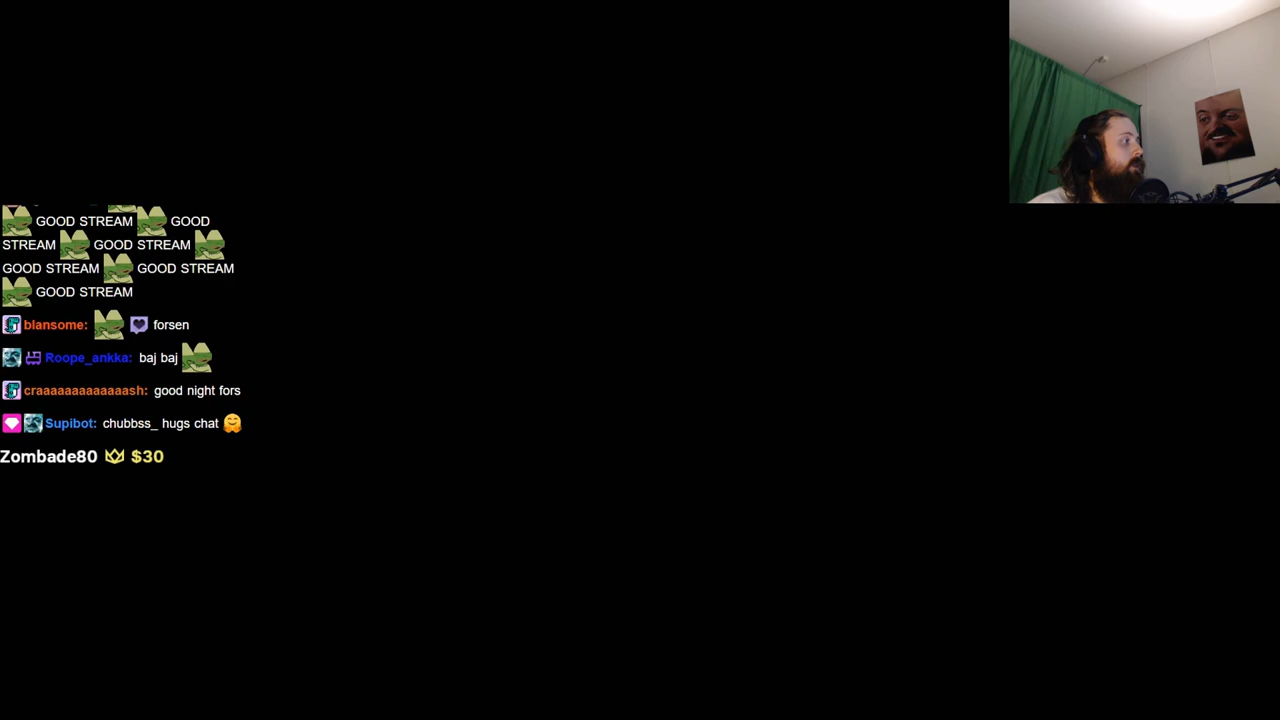 GOOD STREAM GOOD
STREAM GOOD STREAM
GOOD STREAM GOOD STREAM
GOOD STREAM
blansome: forsen
Roope_ankka: baj baj
craaaaaaaaaaaaash: good night fors
Supibot: chubbss_ hugs chat 🤗
Zombade80 $30